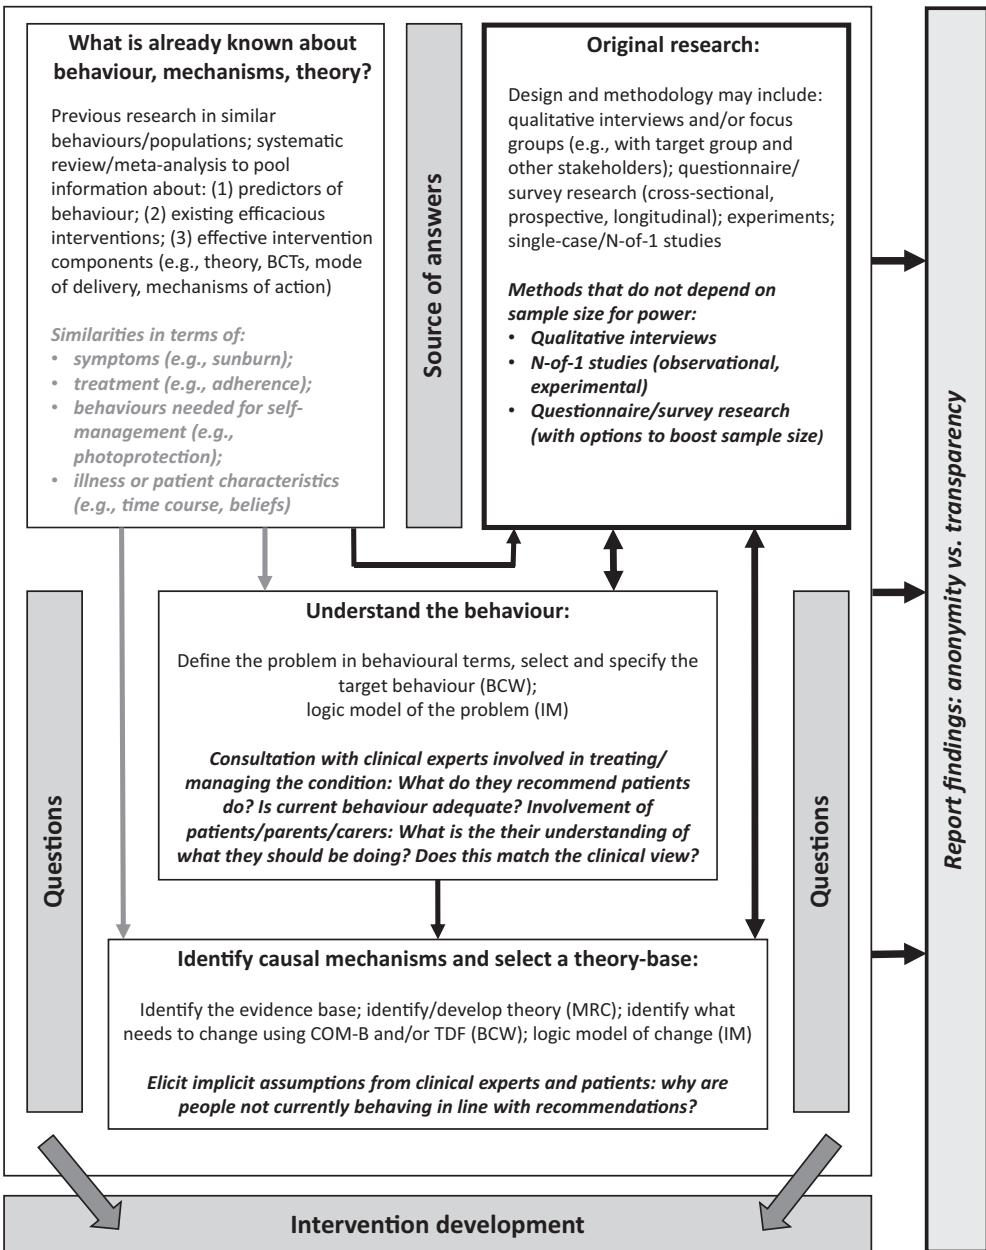 What is already known about
behaviour, mechanisms, theory?
Previous research in similar
behaviours/populations; systematic
review/meta-analysis to pool
information about: (1) predictors of
behaviour; (2) existing efficacious
interventions; (3) effective intervention
components (e.g., theory, BCTs, mode
of delivery, mechanisms of action)
Similarities in terms of:
• symptoms (e.g., sunburn);
• treatment (e.g., adherence);
• behaviours needed for self-
management (e.g.,
photoprotection);
• illness or patient characteristics
(e.g., time course, beliefs)
Source of answers
Original research:
Design and methodology may include:
qualitative interviews and/or focus
groups (e.g., with target group and
other stakeholders); questionnaire/
survey research (cross-sectional,
prospective, longitudinal); experiments;
single-case/N-of-1 studies
Methods that do not depend on
sample size for power:
• Qualitative interviews
• N-of-1 studies (observational,
experimental)
• Questionnaire/survey research
(with options to boost sample size)
Questions
Understand the behaviour:
Define the problem in behavioural terms, select and specify the
target behaviour (BCW);
logic model of the problem (IM)
Consultation with clinical experts involved in treating/
managing the condition: What do they recommend patients
do? Is current behaviour adequate? Involvement of
patients/parents/carers: What is the their understanding of
what they should be doing? Does this match the clinical view?
Questions
Identify causal mechanisms and select a theory-base:
Identify the evidence base; identify/develop theory (MRC); identify what
needs to change using COM-B and/or TDF (BCW); logic model of change (IM)
Elicit implicit assumptions from clinical experts and patients: why are
people not currently behaving in line with recommendations?
Intervention development
Report findings: anonymity vs. transparency